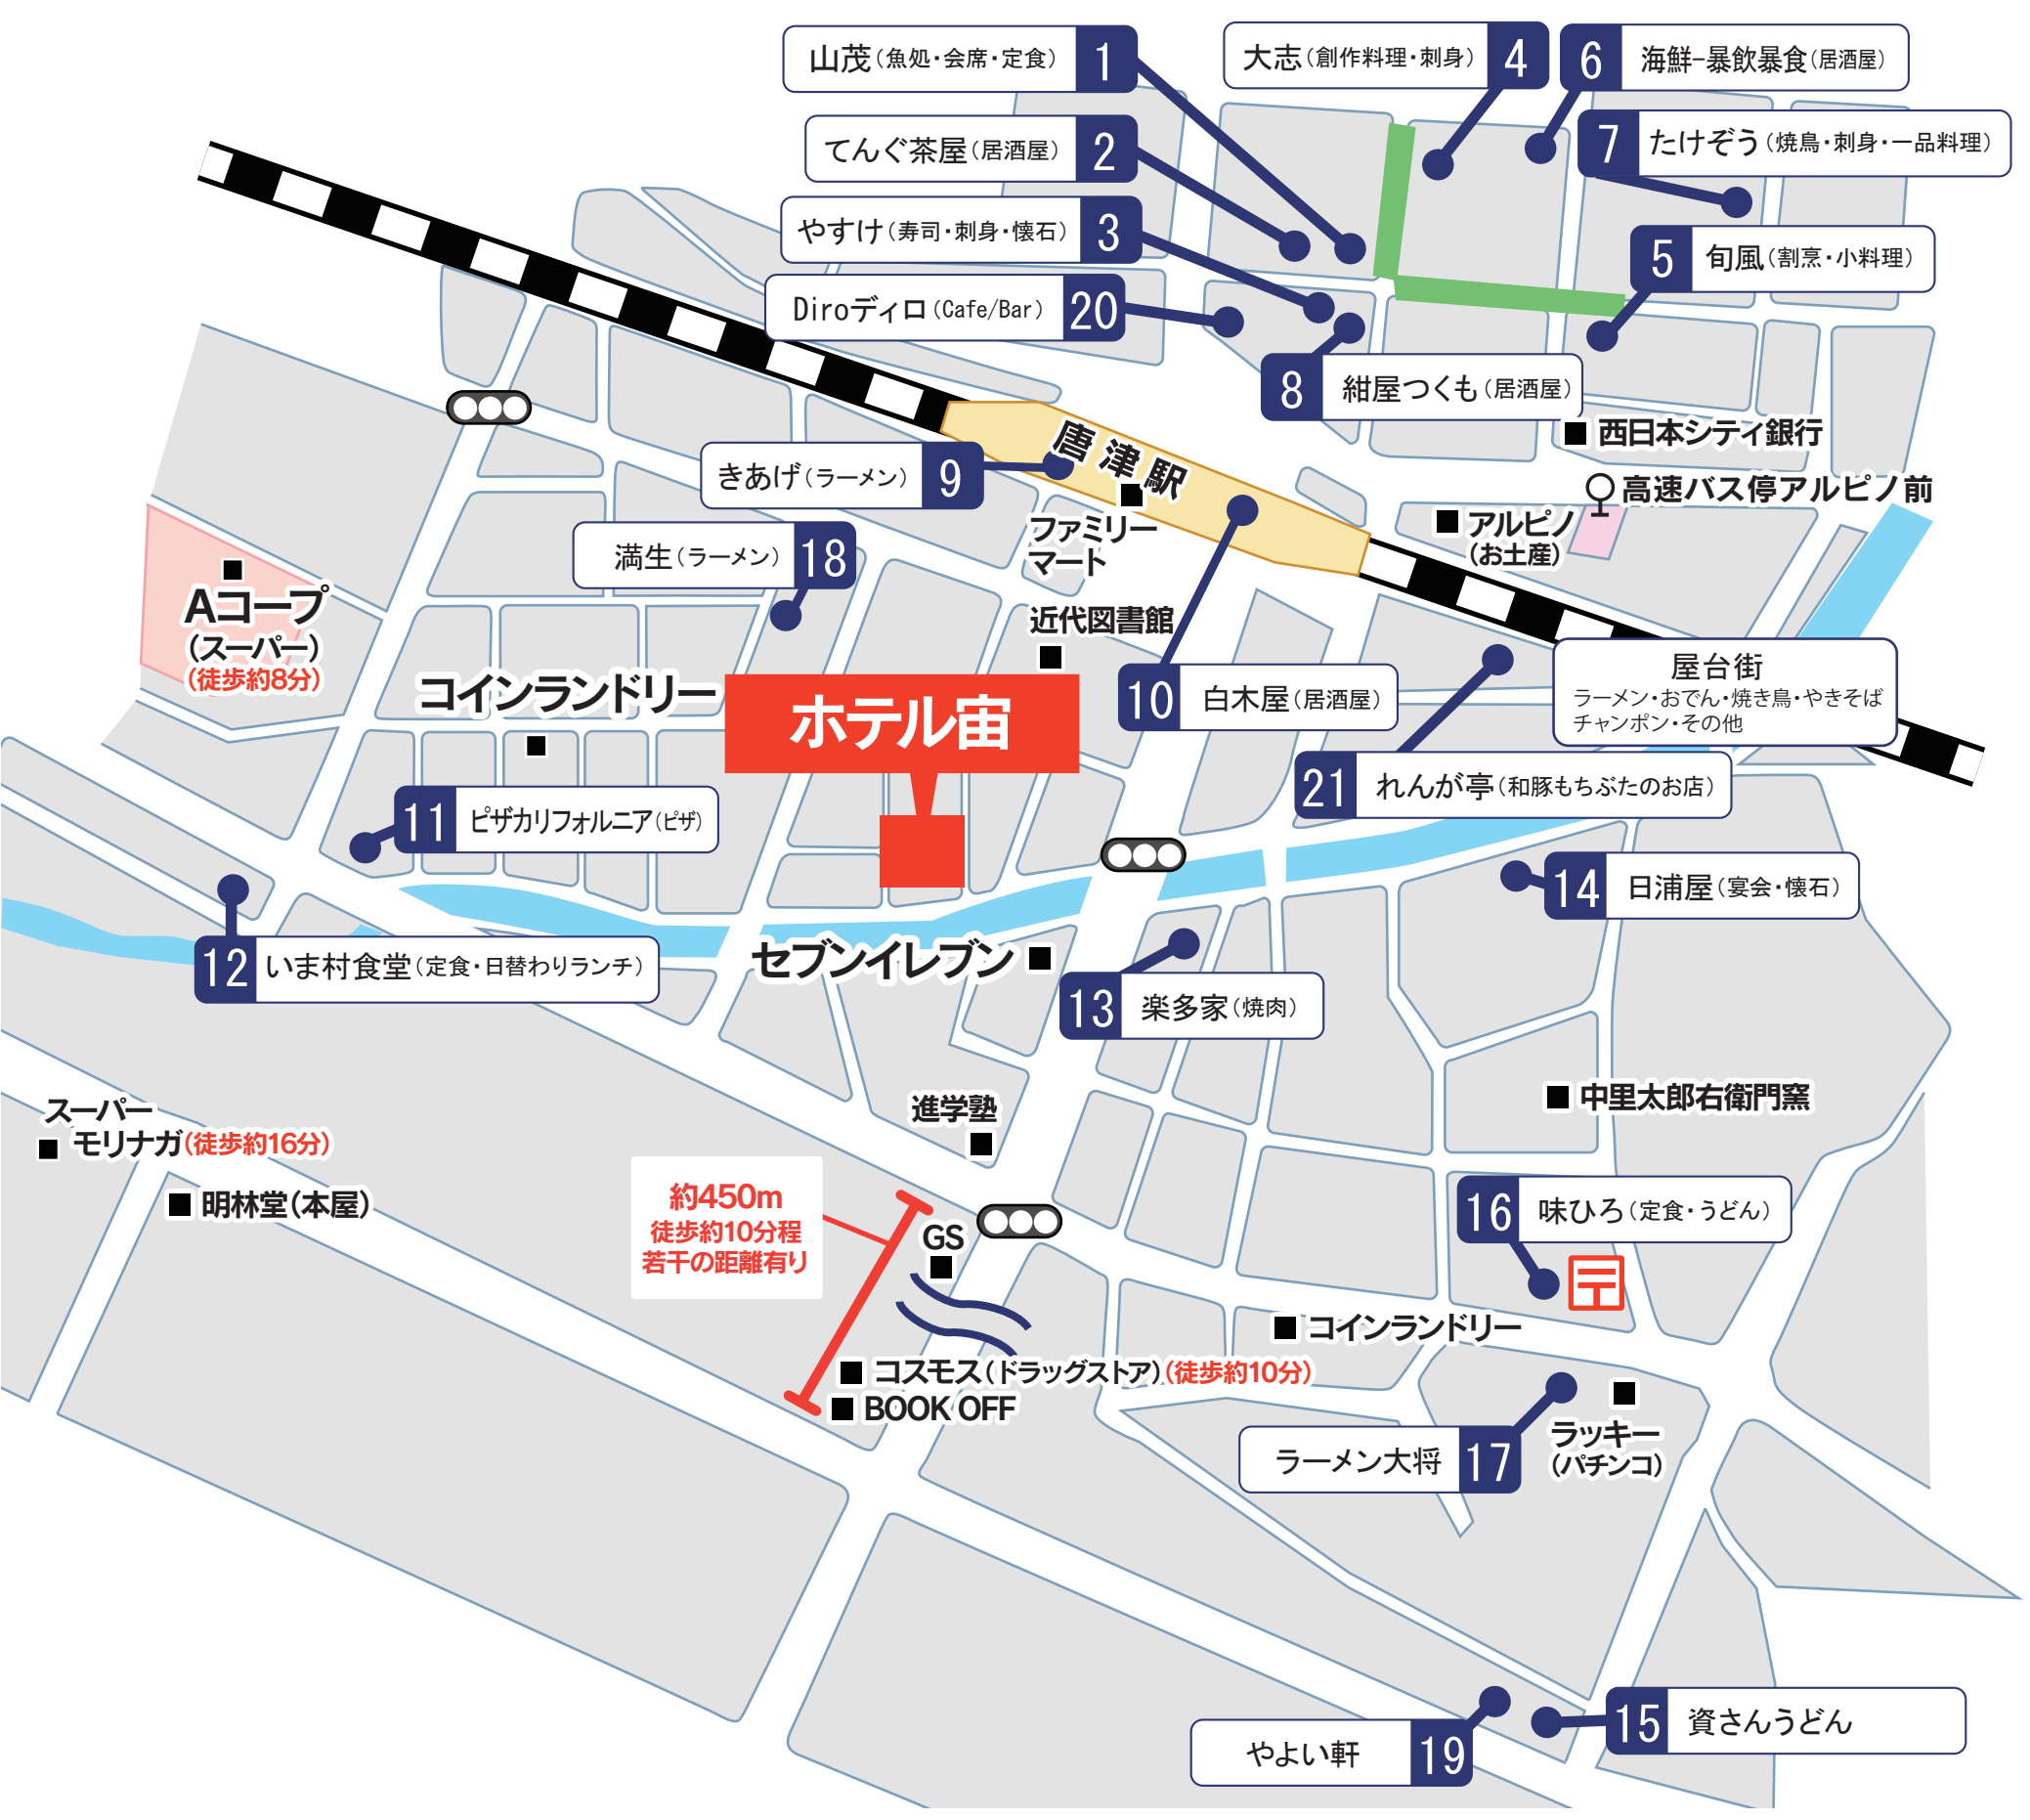 山茂（魚処・会席・定食） 1
大志（創作料理・刺身） 4
6 海鮮-暴飲暴食（居酒屋）
てんぐ茶屋（居酒屋） 2
7 たけぞう（焼鳥・刺身・一品料理）
やすけ（寿司・刺身・懐石） 3
5 旬風（割烹・小料理）
Diroディロ（Cafe/Bar） 20
8 紺屋つくも（居酒屋）
西日本シティ銀行
唐津駅
きあげ（ラーメン） 9
高速バス停アルピノ前
アルピノ
（お土産）
ファミリー
マート
満生（ラーメン） 18
Aコープ
（スーパー）
（徒歩約8分）
近代図書館
コインランドリー
ホテル宙
10 白木屋（居酒屋）
屋台街
ラーメン・おでん・焼き鳥・やきそば
チャンポン・その他
21 れんが亭（和豚もちぶたのお店）
11 ピザカリフォルニア（ピザ）
14 日浦屋（宴会・懐石）
12 いま村食堂（定食・日替わりランチ）
セブンイレブン
13 楽多家（焼肉）
中里太郎右衛門窯
スーパー
モリナガ（徒歩約16分）
進学塾
明林堂（本屋）
約450m
徒歩約10分程
若干の距離有り
GS
16 味ひろ（定食・うどん）
コインランドリー
コスモス（ドラッグストア）（徒歩約10分）
BOOK OFF
ラーメン大将 17
ラッキー
（パチンコ）
15 資さんうどん
やよい軒 19